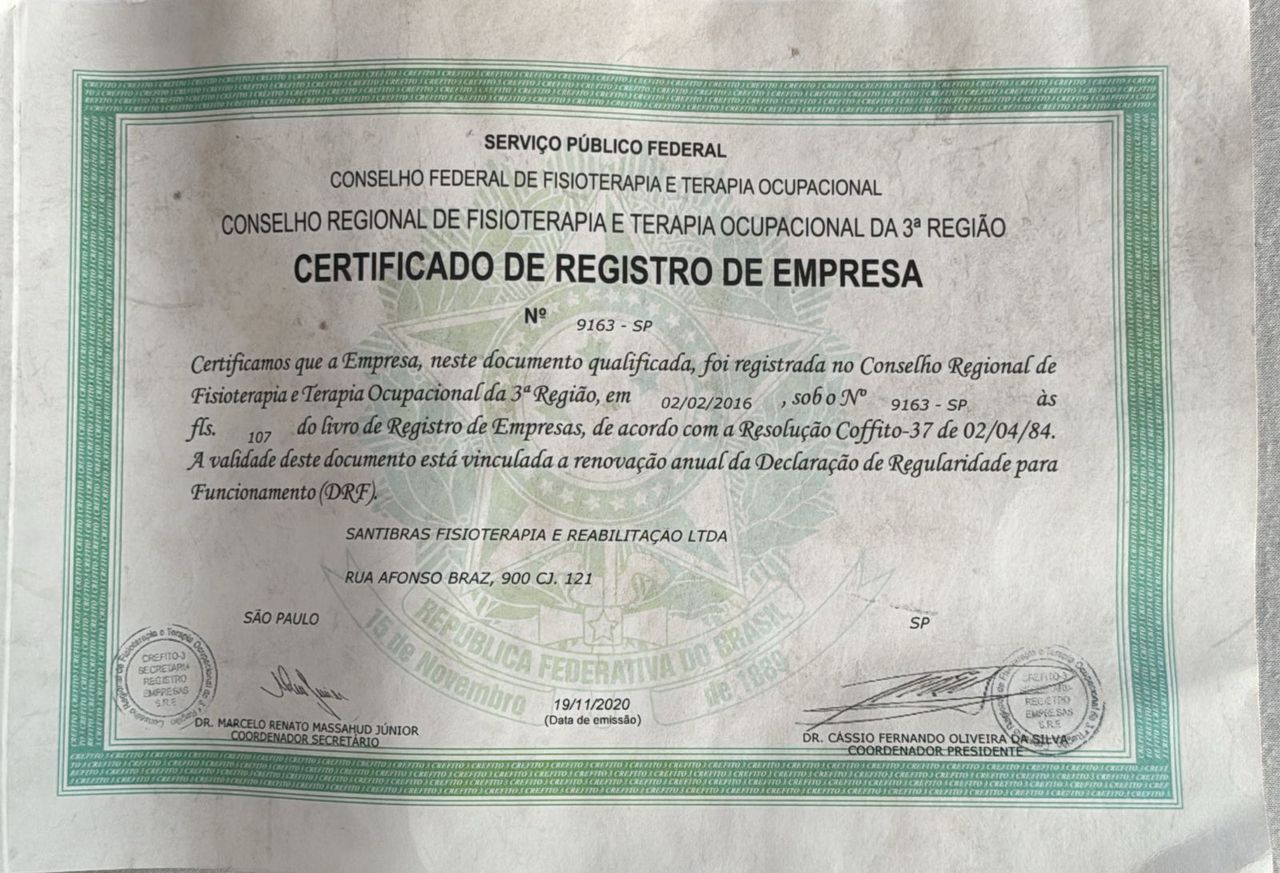 SERVIÇO PÚBLICO FEDERAL
CONSELHO FEDERAL DE FISIOTERAPIA E TERAPIA OCUPACIONAL
CONSELHO REGIONAL DE FISIOTERAPIA E TERAPIA OCUPACIONAL DA 3ª REGIÃO
CERTIFICADO DE REGISTRO DE EMPRESA
Nº 9163 - SP
Certificamos que a Empresa, neste documento qualificada, foi registrada no Conselho Regional de
Fisioterapia e Terapia Ocupacional da 3ª Região, em 02/02/2016 , sob o Nº 9163 - SP às
fls. 107 do livro de Registro de Empresas, de acordo com a Resolução Coffito-37 de 02/04/84.
A validade deste documento está vinculada a renovação anual da Declaração de Regularidade para
Funcionamento (DRF).
SANTIBRAS FISIOTERAPIA E REABILITAÇÃO LTDA
RUA AFONSO BRAZ, 900 CJ. 121
SÃO PAULO SP
REPÚBLICA FEDERATIVA DO BRASIL
15 de Novembro de 1889
CREFITO-3
SECRETARIA
REGISTRO
EMPRESAS
S.R.E
19/11/2020
(Data de emissão)
DR. MARCELO RENATO MASSAHUD JÚNIOR
COORDENADOR SECRETÁRIO
CREFITO-3
REGISTRO
EMPRESAS
S.R.E
DR. CÁSSIO FERNANDO OLIVEIRA DA SILVA
COORDENADOR PRESIDENTE